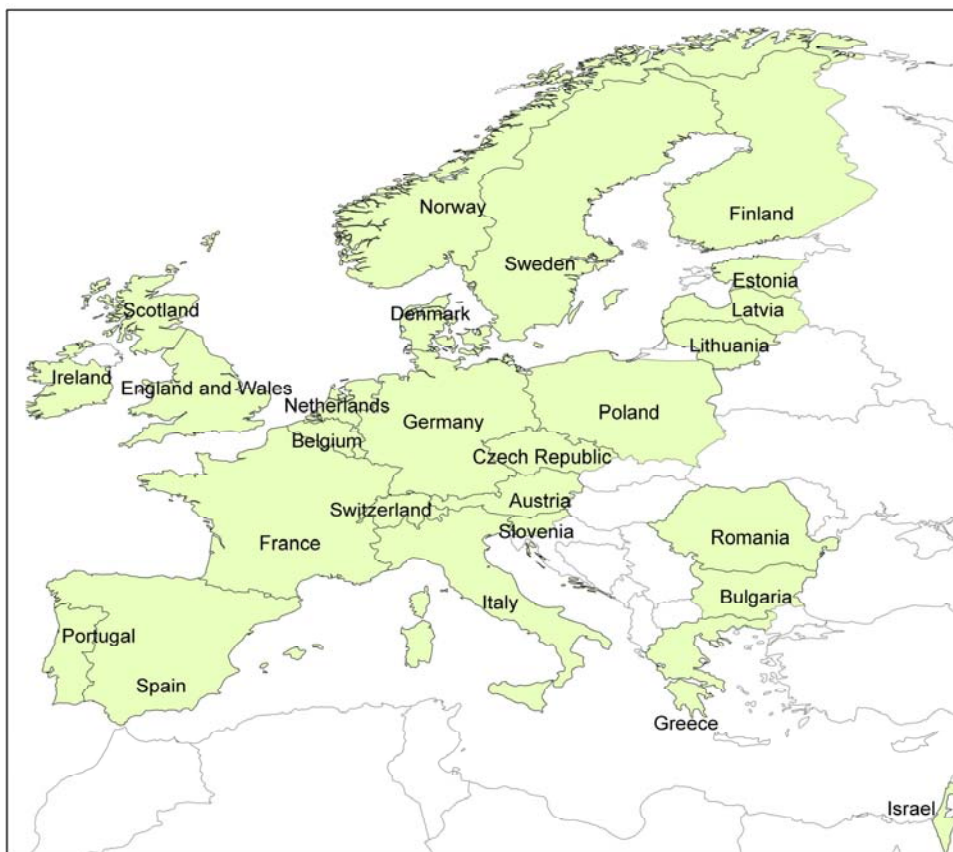 Norway
Finland
Sweden
Estonia
Scotland
Denmark
Latvia
Lithuania
Ireland
England and Wales
Netherlands
Poland
Germany
Belgium
Czech Republic
Austria
Switzerland
Slovenia
France
Romania
Bulgaria
Italy
Portugal
Spain
Greece
Israel